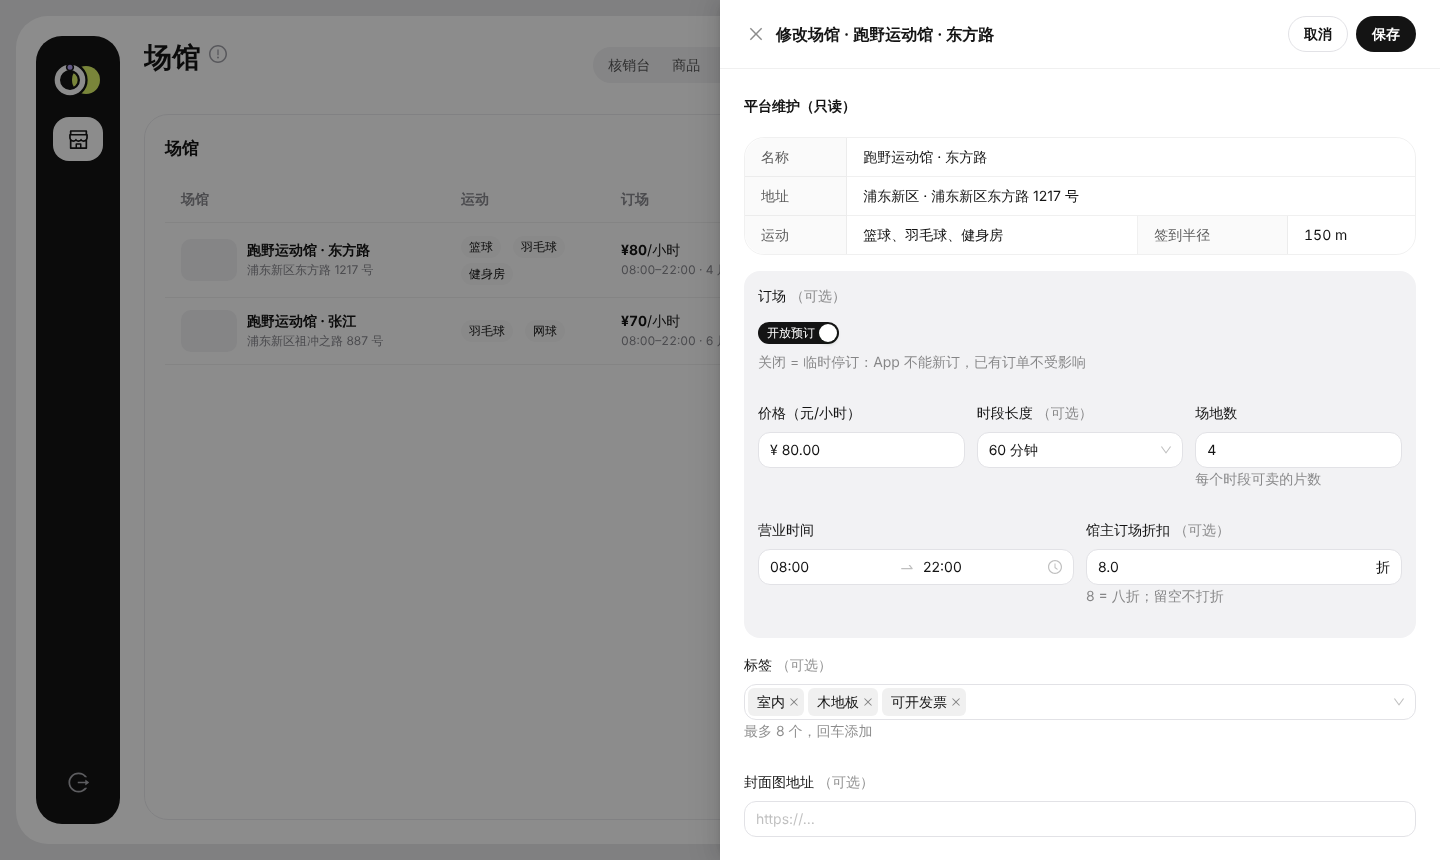 场馆
核销台 商品
场馆
场馆 运动 订场
跑野运动馆 · 东方路
浦东新区东方路 1217 号
篮球 羽毛球
健身房
¥80/小时
08:00–22:00 · 4
跑野运动馆 · 张江
浦东新区祖冲之路 887 号
羽毛球 网球
¥70/小时
08:00–22:00 · 6
修改场馆 · 跑野运动馆 · 东方路
取消 保存
平台维护（只读）
名称 跑野运动馆 · 东方路
地址 浦东新区 · 浦东新区东方路 1217 号
运动 篮球、羽毛球、健身房 签到半径 150 m
订场 （可选）
开放预订
关闭 = 临时停订：App 不能新订，已有订单不受影响
价格（元/小时） 时段长度 （可选） 场地数
¥ 80.00 60 分钟 4
每个时段可卖的片数
营业时间 馆主订场折扣 （可选）
08:00 22:00 8.0 折
8 = 八折；留空不打折
标签 （可选）
室内 木地板 可开发票
最多 8 个，回车添加
封面图地址 （可选）
https://...